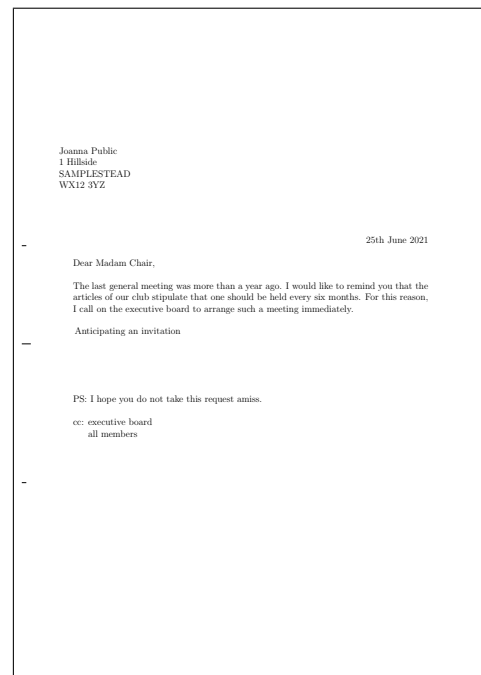 Joanna Public
1 Hillside
SAMPLESTEAD
WX12 3YZ
25th June 2021
Dear Madam Chair,
The last general meeting was more than a year ago. I would like to remind you that the
articles of our club stipulate that one should be held every six months. For this reason,
I call on the executive board to arrange such a meeting immediately.
Anticipating an invitation
PS: I hope you do not take this request amiss.
cc: executive board
all members